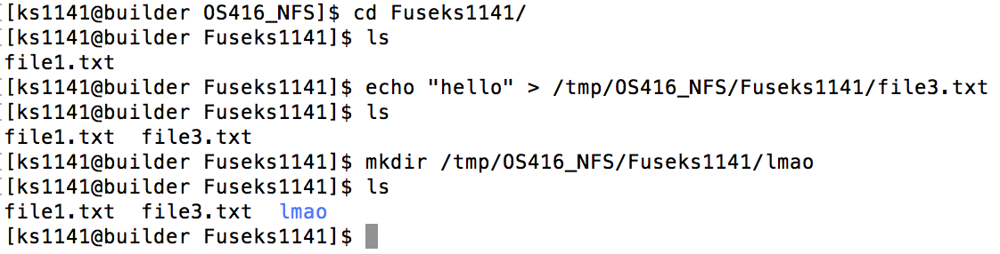 [ks1141@builder OS416_NFS]$ cd Fuseks1141/
[ks1141@builder Fuseks1141]$ ls
file1.txt
[ks1141@builder Fuseks1141]$ echo "hello" > /tmp/OS416_NFS/Fuseks1141/file3.txt
[ks1141@builder Fuseks1141]$ ls
file1.txt  file3.txt
[ks1141@builder Fuseks1141]$ mkdir /tmp/OS416_NFS/Fuseks1141/lmao
[ks1141@builder Fuseks1141]$ ls
file1.txt  file3.txt  lmao
[ks1141@builder Fuseks1141]$